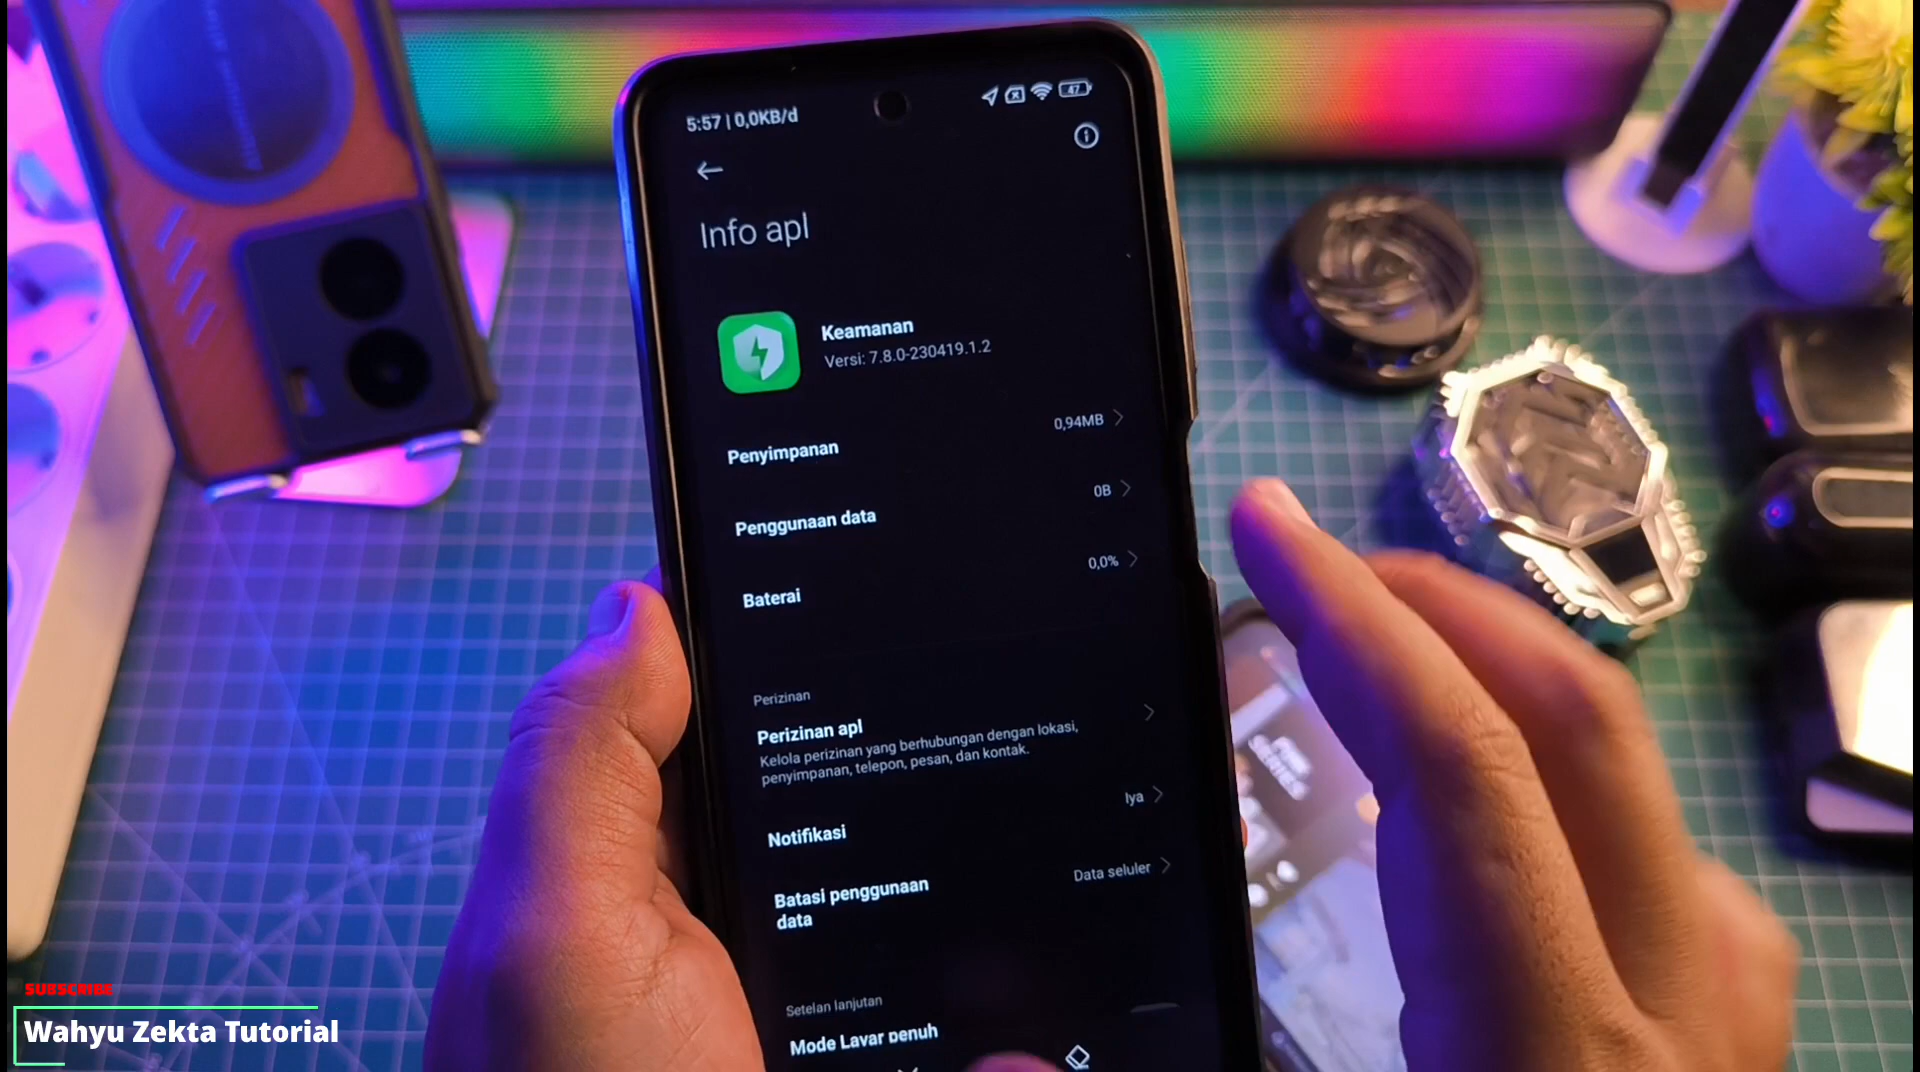 5:57 | 0,0KB/d
47
Info apl
Keamanan
Versi: 7.8.0-230419.1.2
Penyimpanan
0,94MB
Penggunaan data
0B
Baterai
0,0%
Perizinan
Perizinan apl
Kelola perizinan yang berhubungan dengan lokasi,
penyimpanan, telepon, pesan, dan kontak.
Notifikasi
Iya
Batasi penggunaan
data
Data seluler
Setelan lanjutan
Mode Layar penuh
SUBSCRIBE
Wahyu Zekta Tutorial